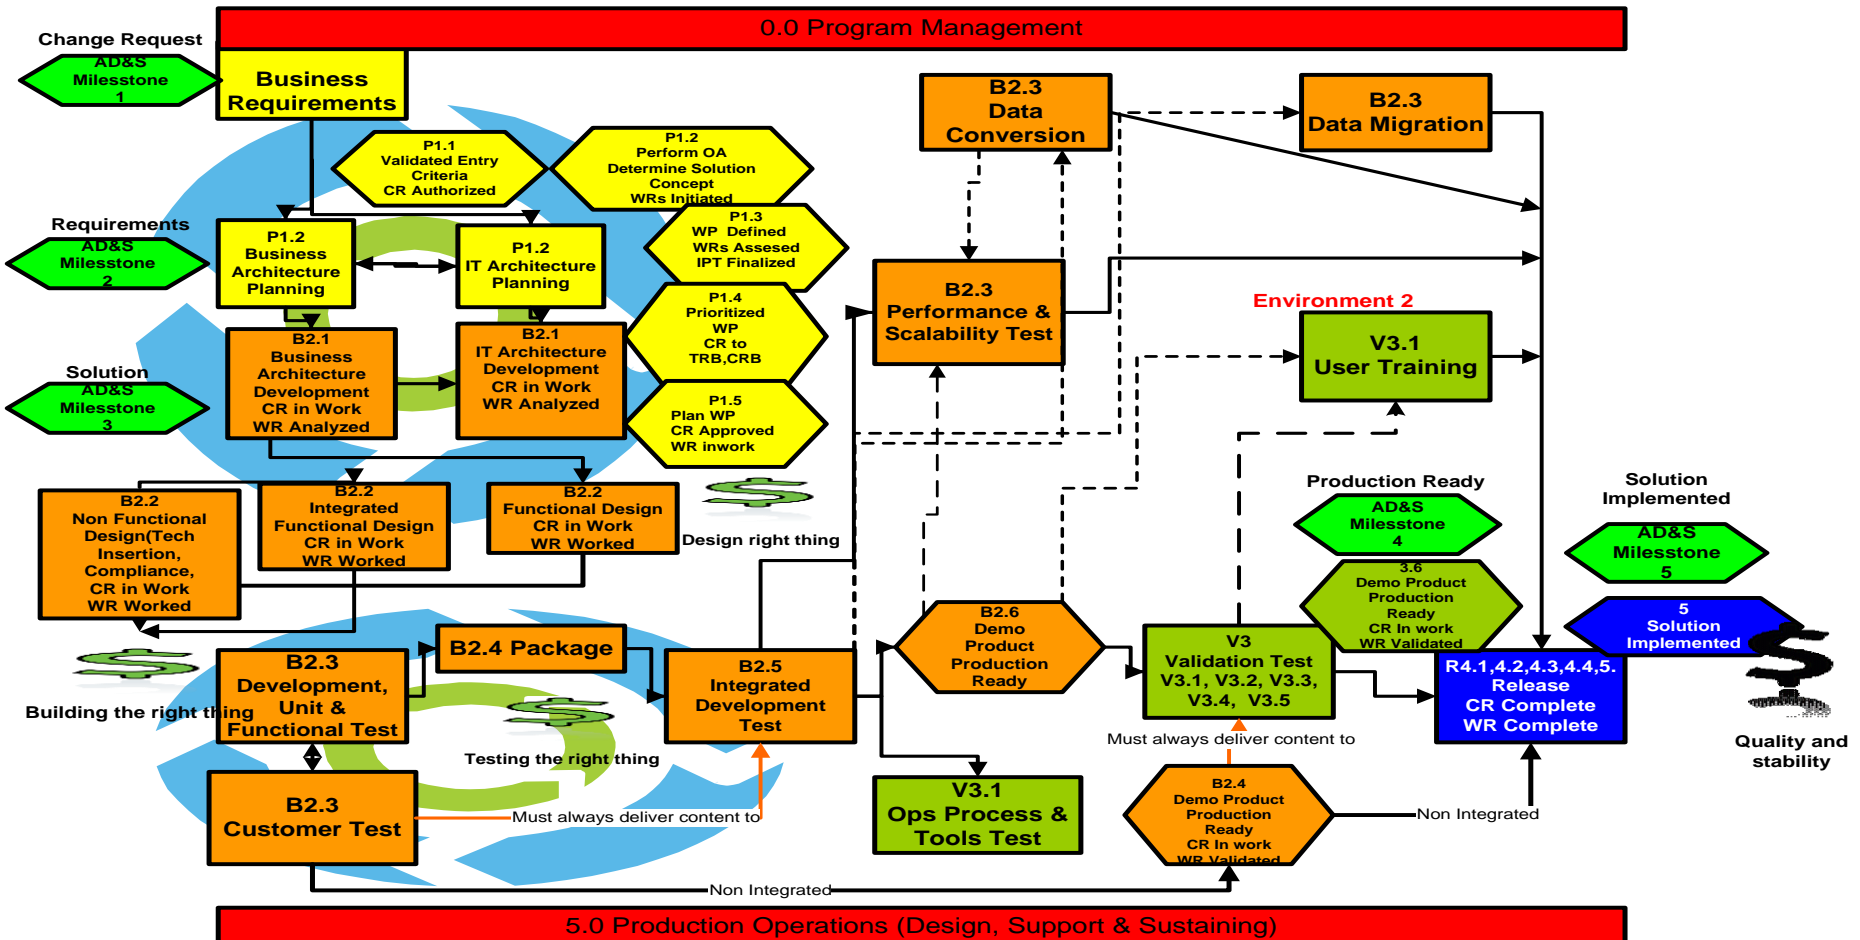 0.0 Program Management
Change Request
AD&S
Milesstone
1
Business
Requirements
P1.1
Validated Entry
Criteria
CR Authorized
P1.2
Perform OA
Determine Solution
Concept
WRs Initiated
B2.3
Data
Conversion
B2.3
Data Migration
Requirements
AD&S
Milesstone
2
P1.2
Business
Architecture
Planning
P1.2
IT Architecture
Planning
P1.3
WP Defined
WRs Assesed
IPT Finalized
B2.3
Performance &
Scalability Test
Environment 2
V3.1
User Training
P1.4
Prioritized
WP
CR to
TRB,CRB
Solution
AD&S
Milesstone
3
B2.1
Business
Architecture
Development
CR in Work
WR Analyzed
B2.1
IT Architecture
Development
CR in Work
WR Analyzed
P1.5
Plan WP
CR Approved
WR inwork
B2.2
Non Functional
Design(Tech
Insertion,
Compliance,
CR in Work
WR Worked
B2.2
Integrated
Functional Design
CR in Work
WR Worked
B2.2
Functional Design
CR in Work
WR Worked
Design right thing
Production Ready
AD&S
Milesstone
4
Solution
Implemented
AD&S
Milesstone
5
3.6
Demo Product
Production
Ready
CR In work
WR Validated
5
Solution
Implemented
B2.3
Development,
Unit &
Functional Test
B2.4 Package
B2.5
Integrated
Development
Test
B2.6
Demo
Product
Production
Ready
V3
Validation Test
V3.1, V3.2, V3.3,
V3.4, V3.5
R4.1,4.2,4.3,4.4,5.
Release
CR Complete
WR Complete
Building the right thing
Testing the right thing
Must always deliver content to
Quality and
stability
B2.3
Customer Test
Must always deliver content to
V3.1
Ops Process &
Tools Test
B2.4
Demo Product
Production
Ready
CR In work
WR Validated
Non Integrated
Non Integrated
5.0 Production Operations (Design, Support & Sustaining)